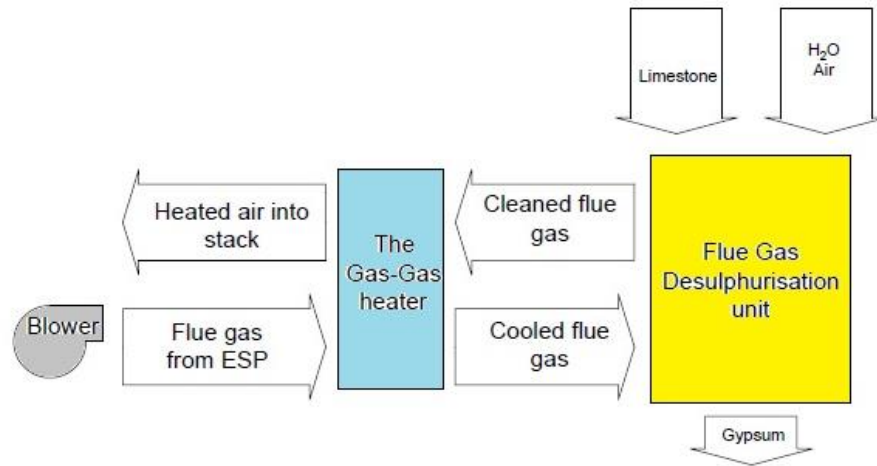 Limestone
H₂O
Air
Heated air into
stack
The
Gas-Gas
heater
Cleaned flue
gas
Flue Gas
Desulphurisation
unit
Blower
Flue gas
from ESP
Cooled flue
gas
Gypsum